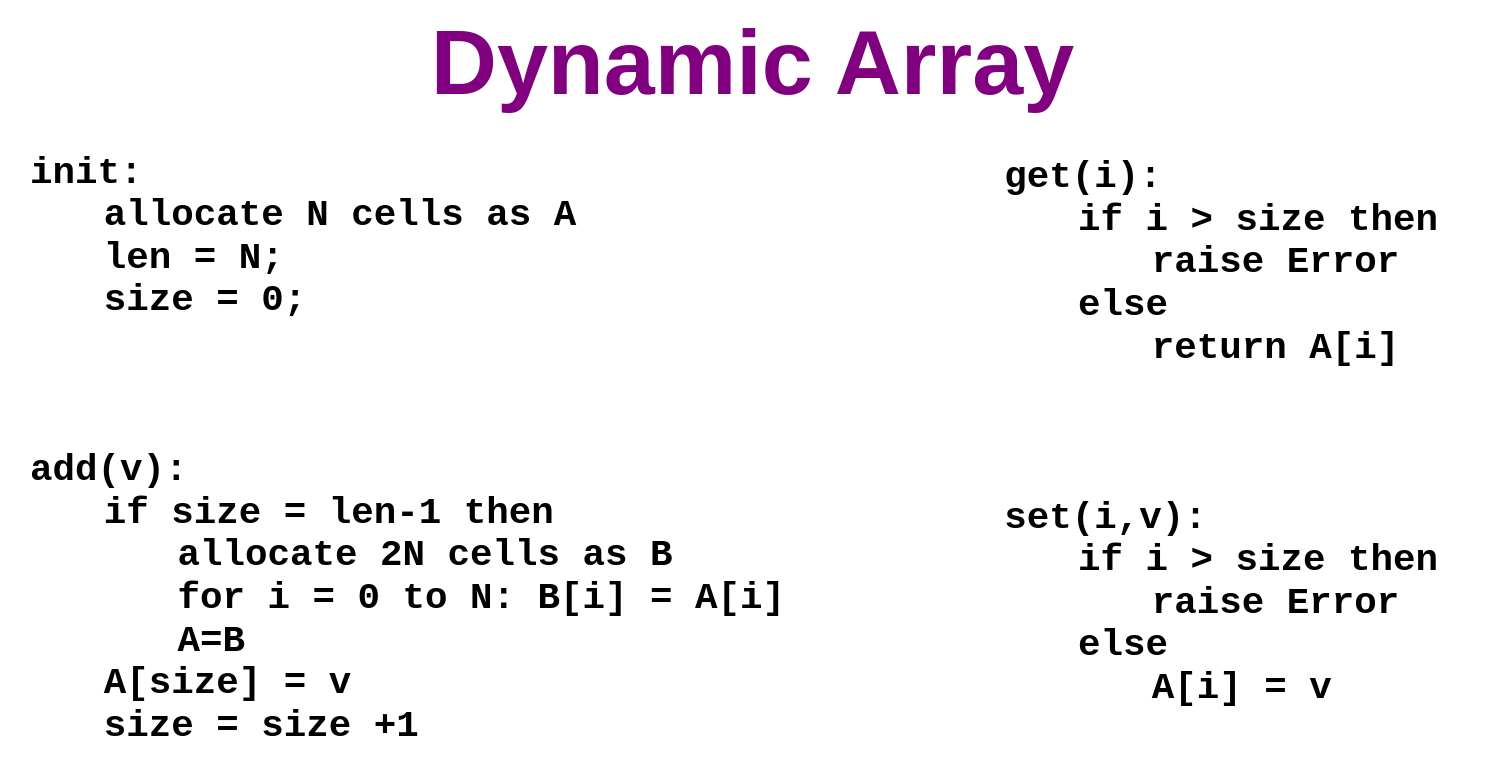 Dynamic Array
init:
allocate N cells as A
len = N;
size = 0;
add(v):
if size = len-1 then
allocate 2N cells as B
for i = 0 to N: B[i] = A[i]
A=B
A[size] = v
size = size +1
get(i):
if i > size then
raise Error
else
return A[i]
set(i,v):
if i > size then
raise Error
else
A[i] = v